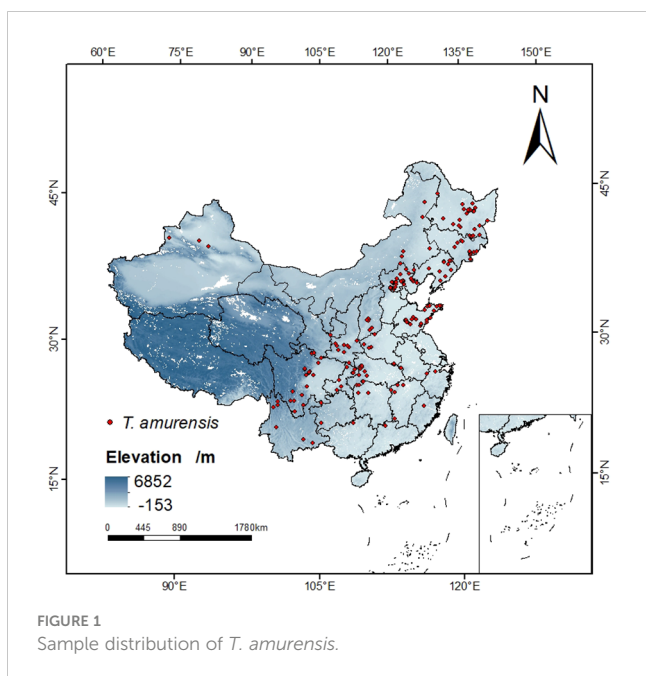 60°E 75°E 90°E 105°E 120°E 135°E 150°E
N
45°N 45°N
30°N 30°N
T. amurensis
Elevation /m
6852
-153
15°N 15°N
0 445 890 1780km
90°E 105°E 120°E
FIGURE 1
Sample distribution of T. amurensis.